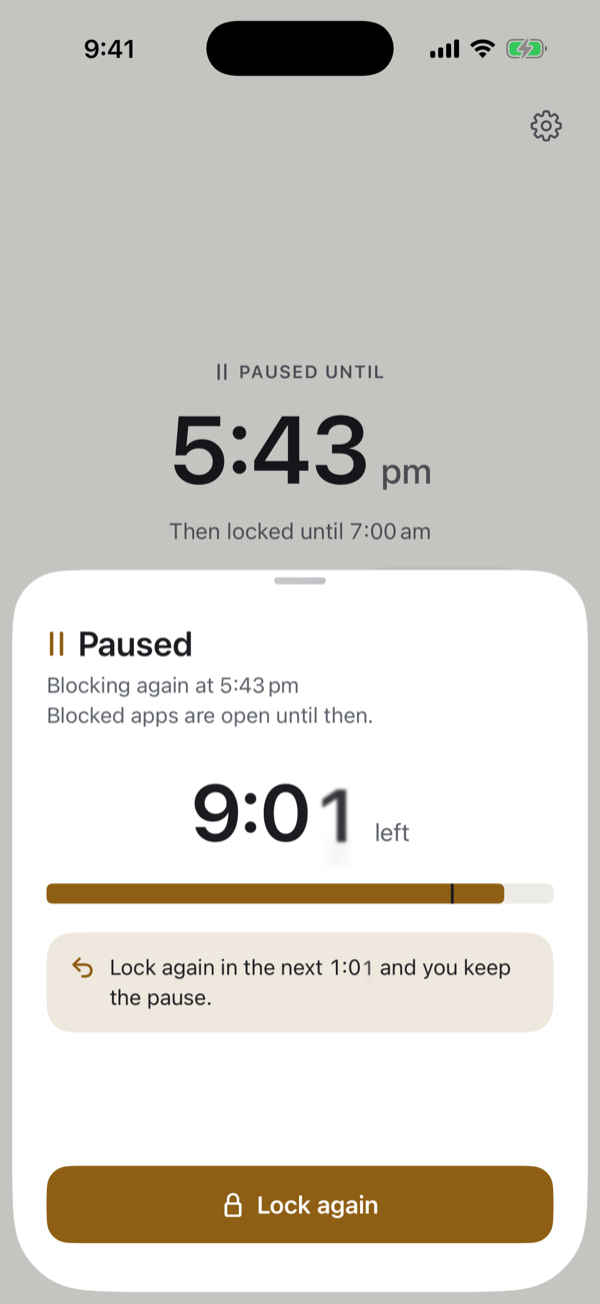 9:41
PAUSED UNTIL
5:43 pm
Then locked until 7:00 am
Paused
Blocking again at 5:43 pm
Blocked apps are open until then.
9:01 left
Lock again in the next 1:01 and you keep
the pause.
Lock again